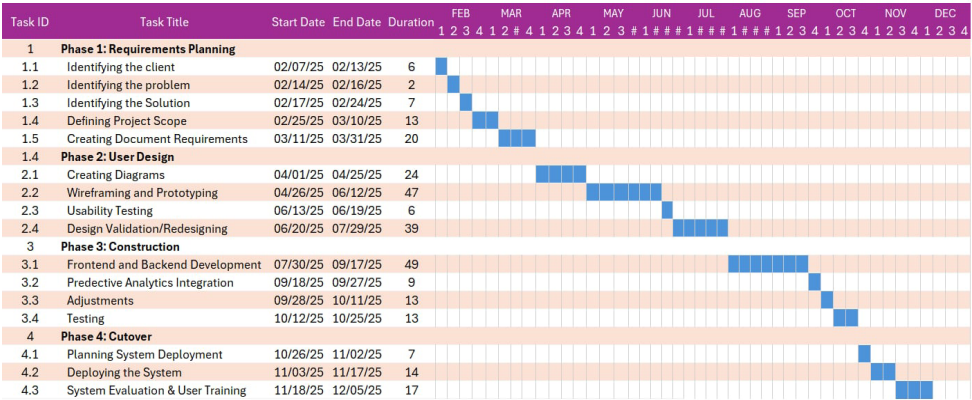 Task ID Task Title Start Date End Date Duration FEB MAR APR MAY JUN JUL AUG SEP OCT NOV DEC
1 2 3 4 1 2 # 4 1 2 3 4 1 2 3 # 1 # # 1 # # # 1 # # # 1 2 3 4 1 2 3 4 1 2 3 4 1 2 3 4
1 Phase 1: Requirements Planning
1.1 Identifying the client 02/07/25 02/13/25 6
1.2 Identifying the problem 02/14/25 02/16/25 2
1.3 Identifying the Solution 02/17/25 02/24/25 7
1.4 Defining Project Scope 02/25/25 03/10/25 13
1.5 Creating Document Requirements 03/11/25 03/31/25 20
1.4 Phase 2: User Design
2.1 Creating Diagrams 04/01/25 04/25/25 24
2.2 Wireframing and Prototyping 04/26/25 06/12/25 47
2.3 Usability Testing 06/13/25 06/19/25 6
2.4 Design Validation/Redesigning 06/20/25 07/29/25 39
3 Phase 3: Construction
3.1 Frontend and Backend Development 07/30/25 09/17/25 49
3.2 Predective Analytics Integration 09/18/25 09/27/25 9
3.3 Adjustments 09/28/25 10/11/25 13
3.4 Testing 10/12/25 10/25/25 13
4 Phase 4: Cutover
4.1 Planning System Deployment 10/26/25 11/02/25 7
4.2 Deploying the System 11/03/25 11/17/25 14
4.3 System Evaluation & User Training 11/18/25 12/05/25 17